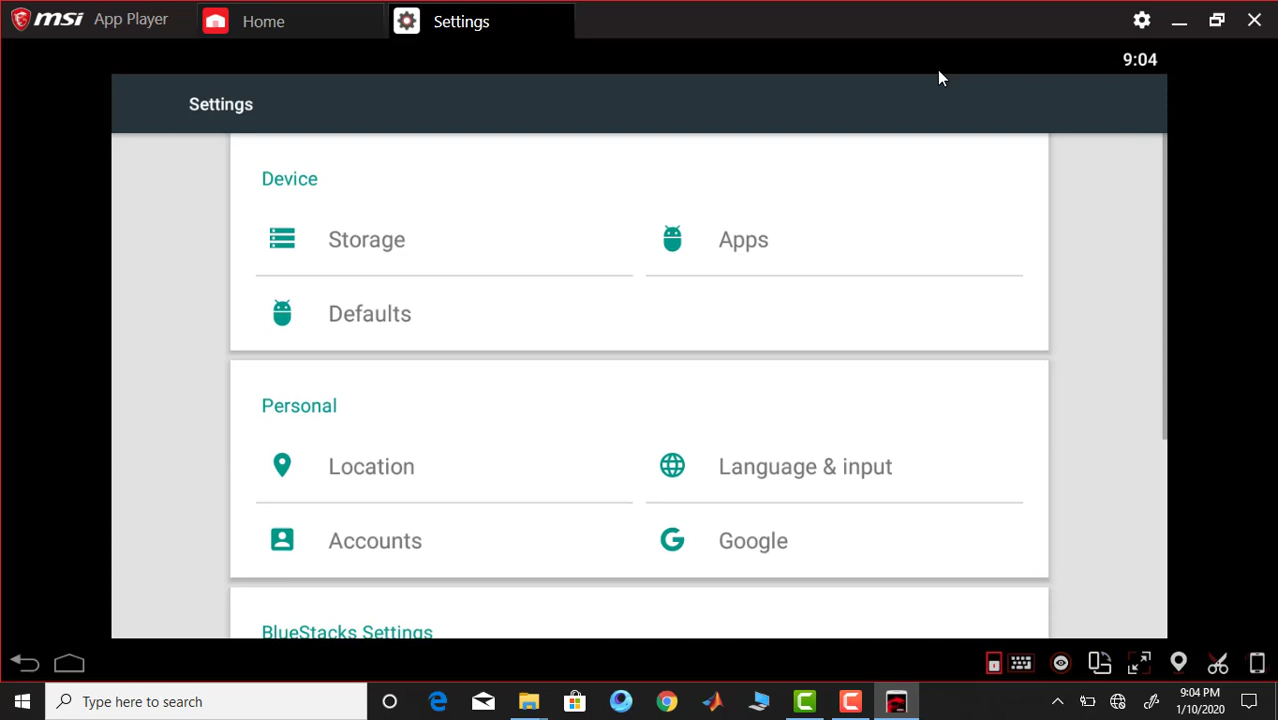 msi App Player Home Settings
9:04
Settings
Device
Storage Apps
Defaults
Personal
Location Language & input
Accounts Google
BlueStacks Settings
Type here to search
9:04 PM
1/10/2020